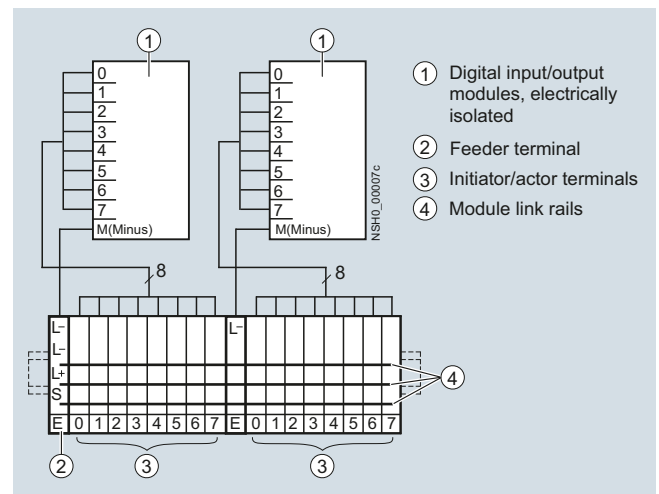 1
1
0
1
2
3
4
5
6
7
M(Minus)
0
1
2
3
4
5
6
7
M(Minus)
NSH0_00007c
1 Digital input/output
modules, electrically
isolated
2 Feeder terminal
3 Initiator/actor terminals
4 Module link rails
8
8
L-
L-
L-
L+
S
4
E 0 1 2 3 4 5 6 7 E 0 1 2 3 4 5 6 7
2
3
3